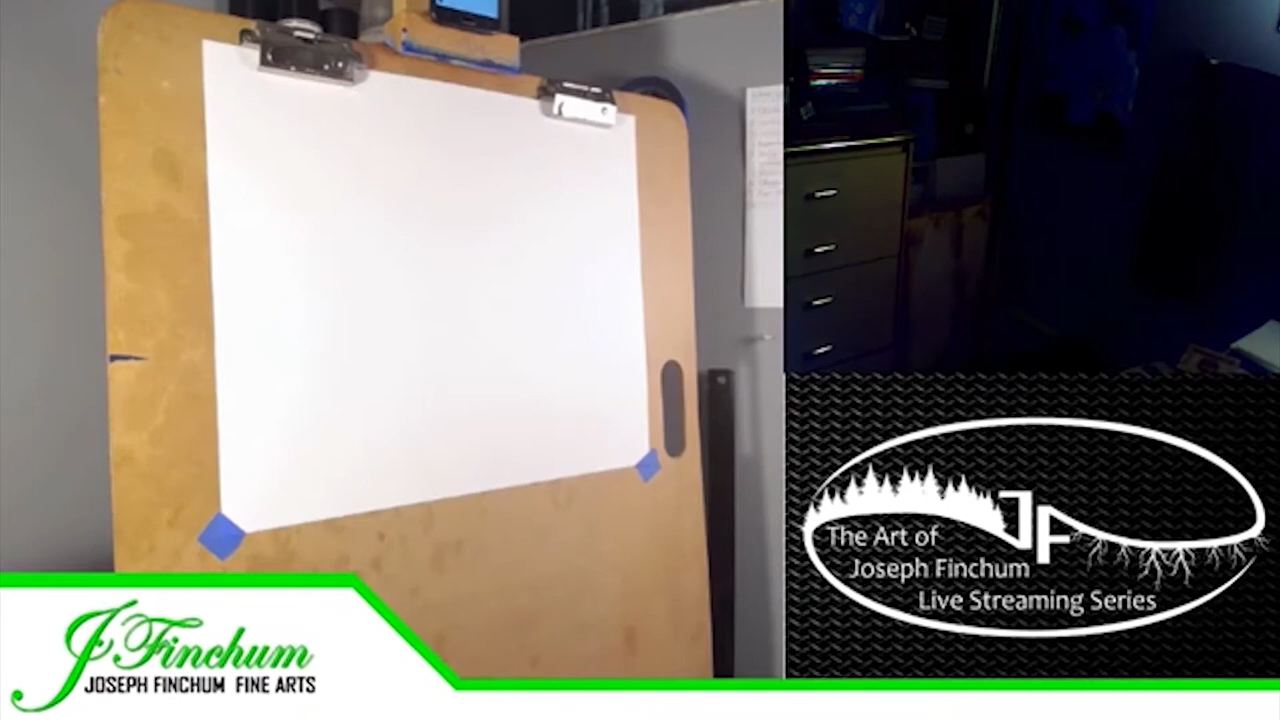 The Art of
Joseph Finchum
Live Streaming Series
J Finchum
JOSEPH FINCHUM FINE ARTS